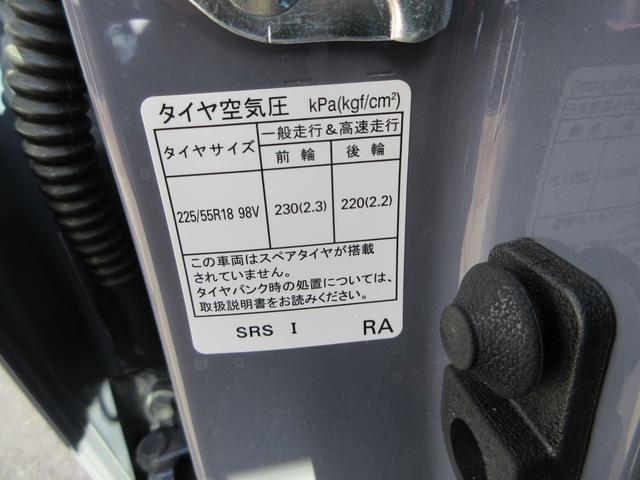 タイヤ空気圧 kPa(kgf/cm²)
タイヤサイズ 一般走行&高速走行
前輪 後輪
225/55R18 98V 230(2.3) 220(2.2)
この車両はスペアタイヤが搭載
されていません。
タイヤパンク時の処置については、
取扱説明書をお読みください。
SRS I RA